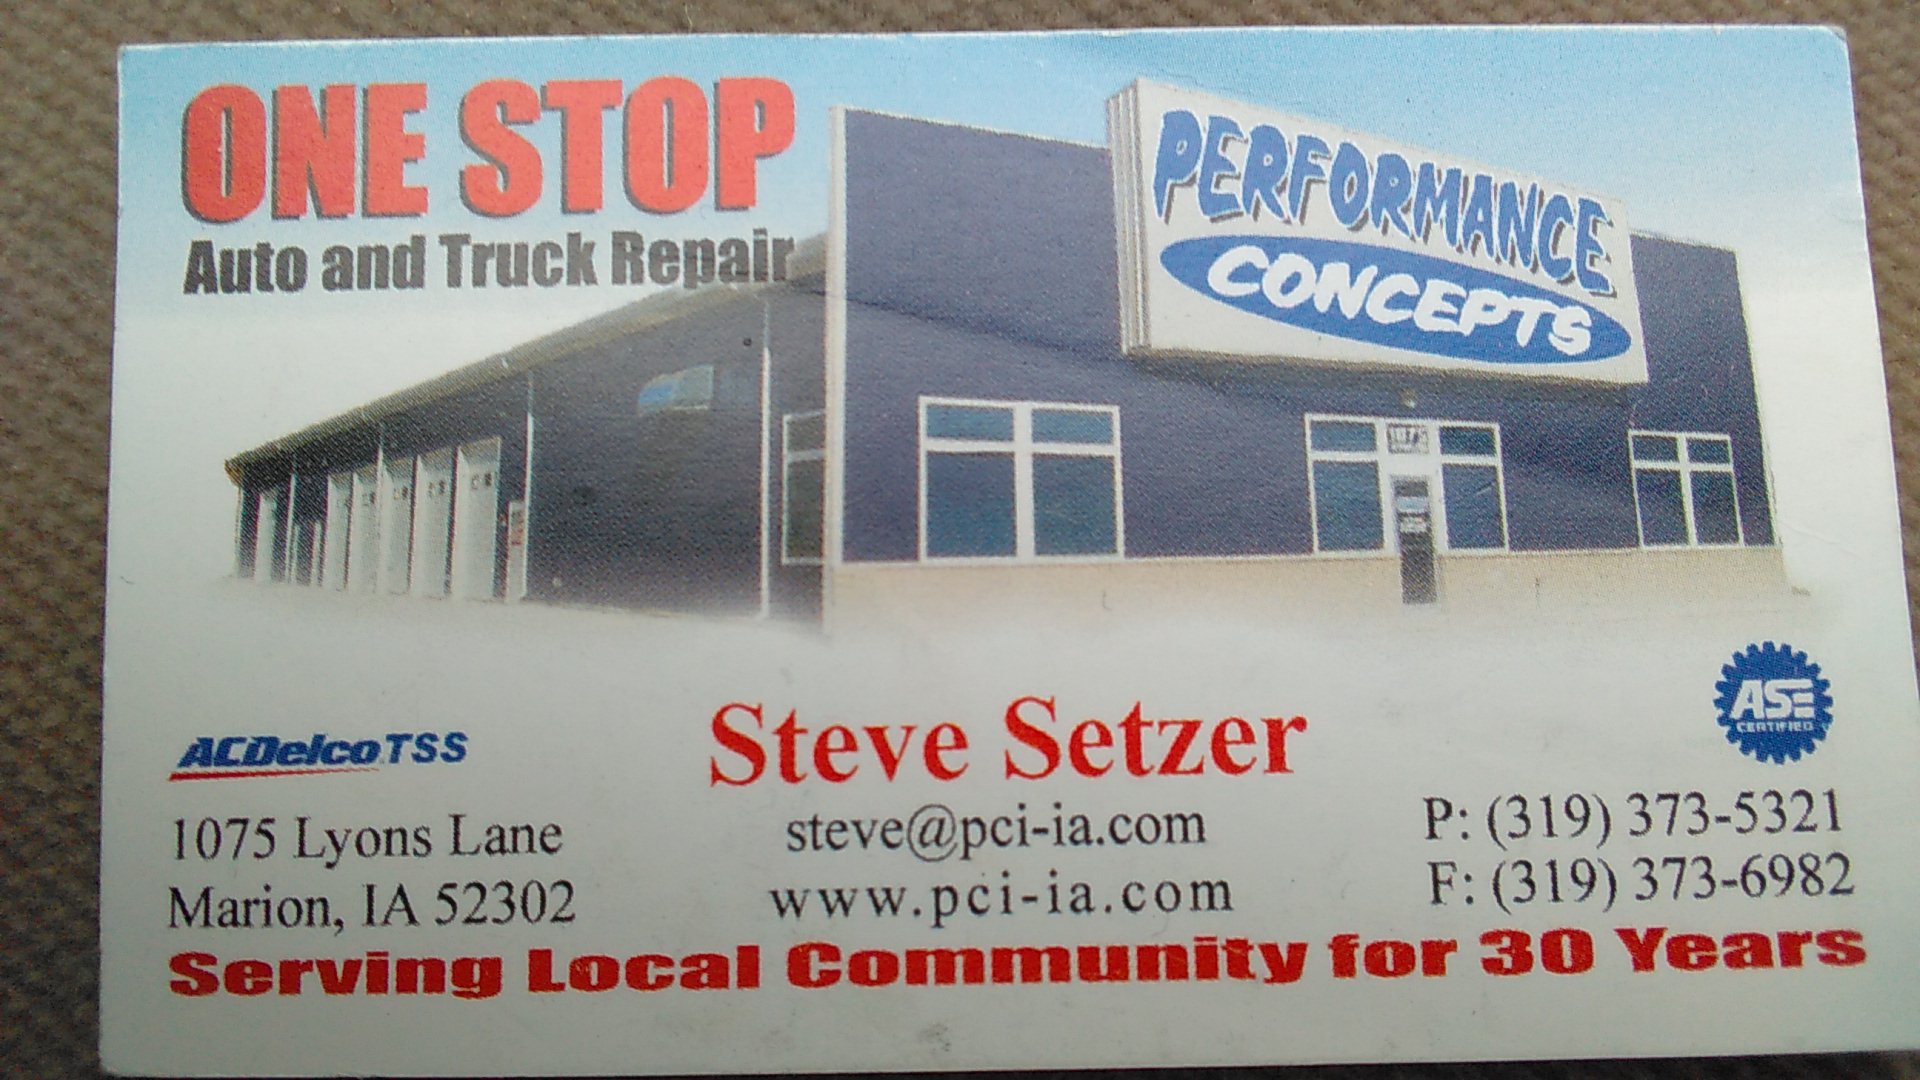 ONE STOP
Auto and Truck Repair
PERFORMANCE
CONCEPTS
1075
ACDelco TSS
Steve Setzer
ASE
CERTIFIED
1075 Lyons Lane
Marion, IA 52302
steve@pci-ia.com
www.pci-ia.com
P: (319) 373-5321
F: (319) 373-6982
Serving Local Community for 30 Years